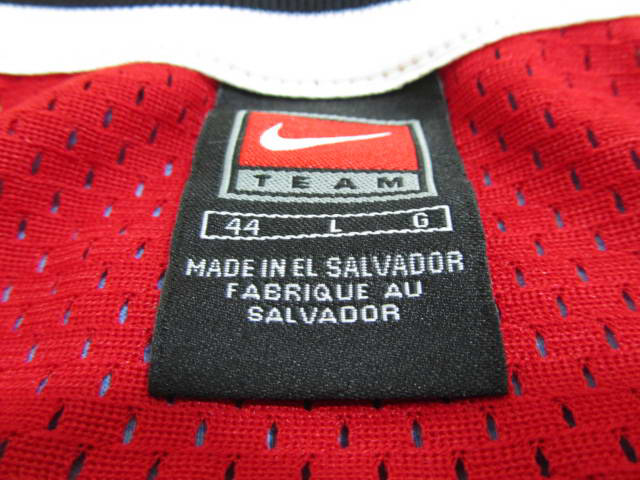 TEAM
44 L G
MADE IN EL SALVADOR
FABRIQUE AU
SALVADOR